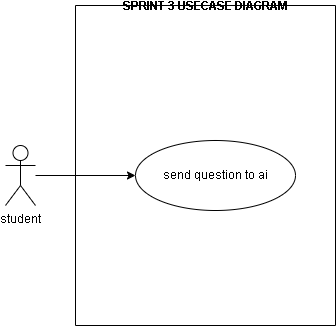 SPRINT 3 USECASE DIAGRAM
send question to ai
student